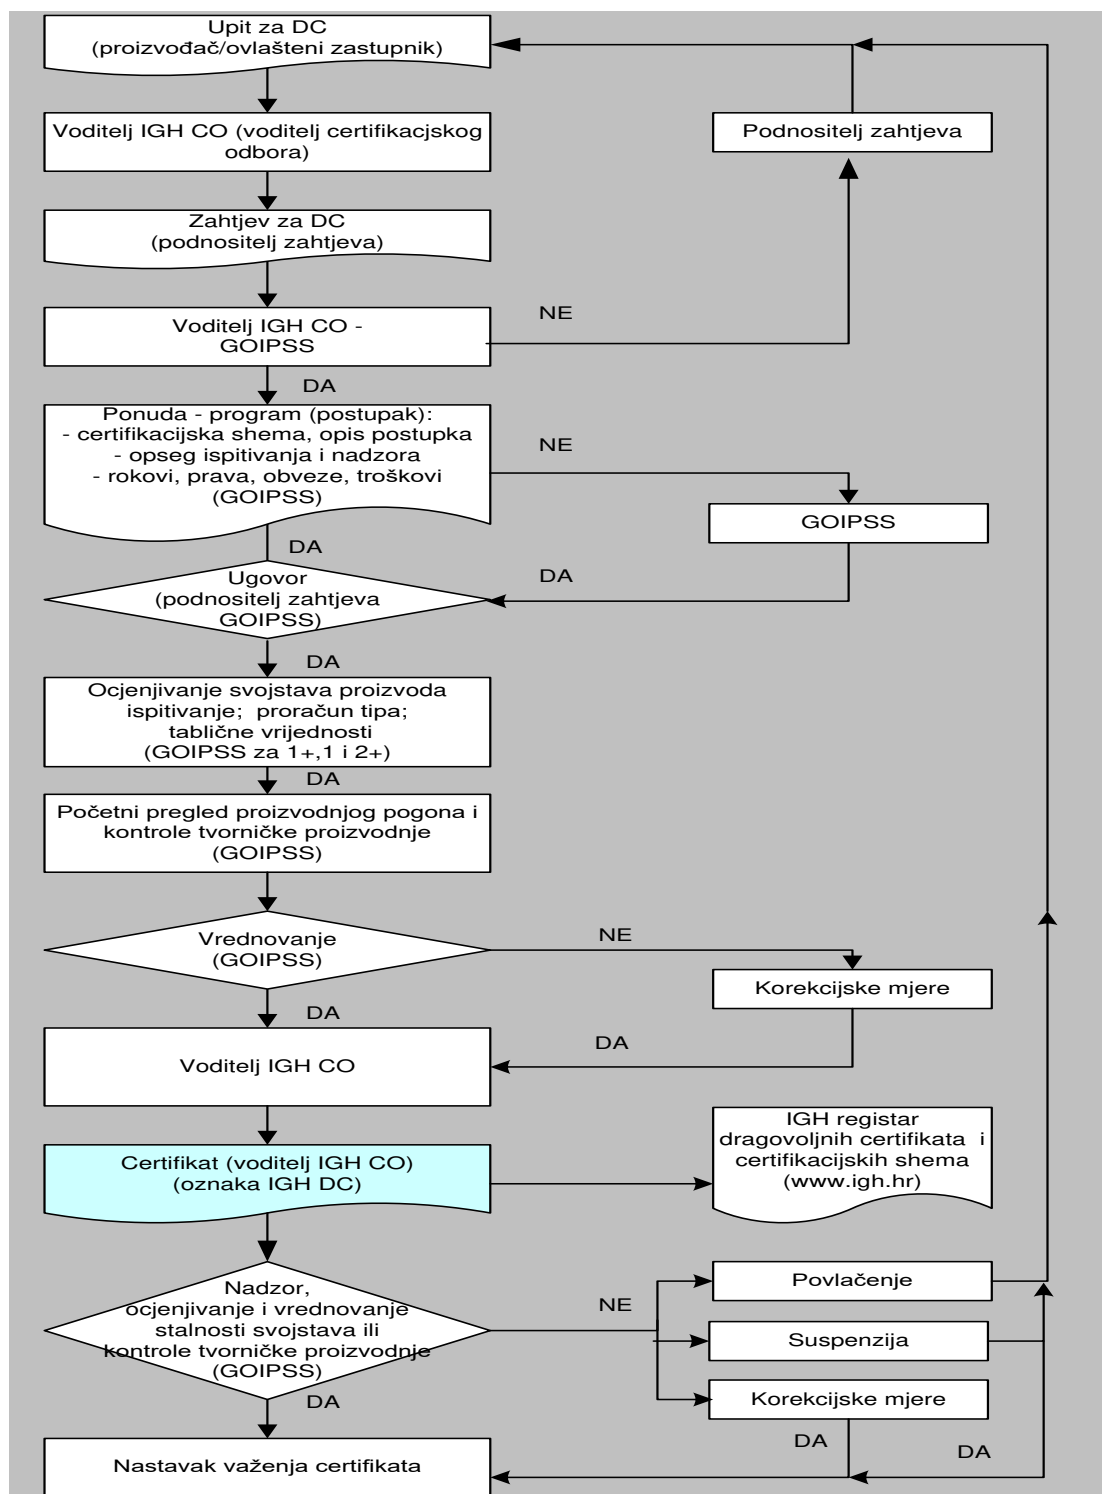 Upit za DC
(proizvođač/ovlašteni zastupnik)
Voditelj IGH CO (voditelj certifikacjskog
odbora)
Podnositelj zahtjeva
Zahtjev za DC
(podnositelj zahtjeva)
Voditelj IGH CO -
GOIPSS
NE
DA
Ponuda - program (postupak):
- certifikacijska shema, opis postupka
- opseg ispitivanja i nadzora
- rokovi, prava, obveze, troškovi
(GOIPSS)
NE
GOIPSS
DA
DA
Ugovor
(podnositelj zahtjeva
GOIPSS)
DA
Ocjenjivanje svojstava proizvoda
ispitivanje; proračun tipa;
tablične vrijednosti
(GOIPSS za 1+,1 i 2+)
DA
Početni pregled proizvodnjog pogona i
kontrole tvorničke proizvodnje
(GOIPSS)
Vrednovanje
(GOIPSS)
NE
Korekcijske mjere
DA
DA
Voditelj IGH CO
Certifikat (voditelj IGH CO)
(oznaka IGH DC)
IGH registar
dragovoljnih certifikata i
certifikacijskih shema
(www.igh.hr)
Nadzor,
ocjenjivanje i vrednovanje
stalnosti svojstava ili
kontrole tvorničke proizvodnje
(GOIPSS)
NE
Povlačenje
Suspenzija
Korekcijske mjere
DA
DA
DA
Nastavak važenja certifikata